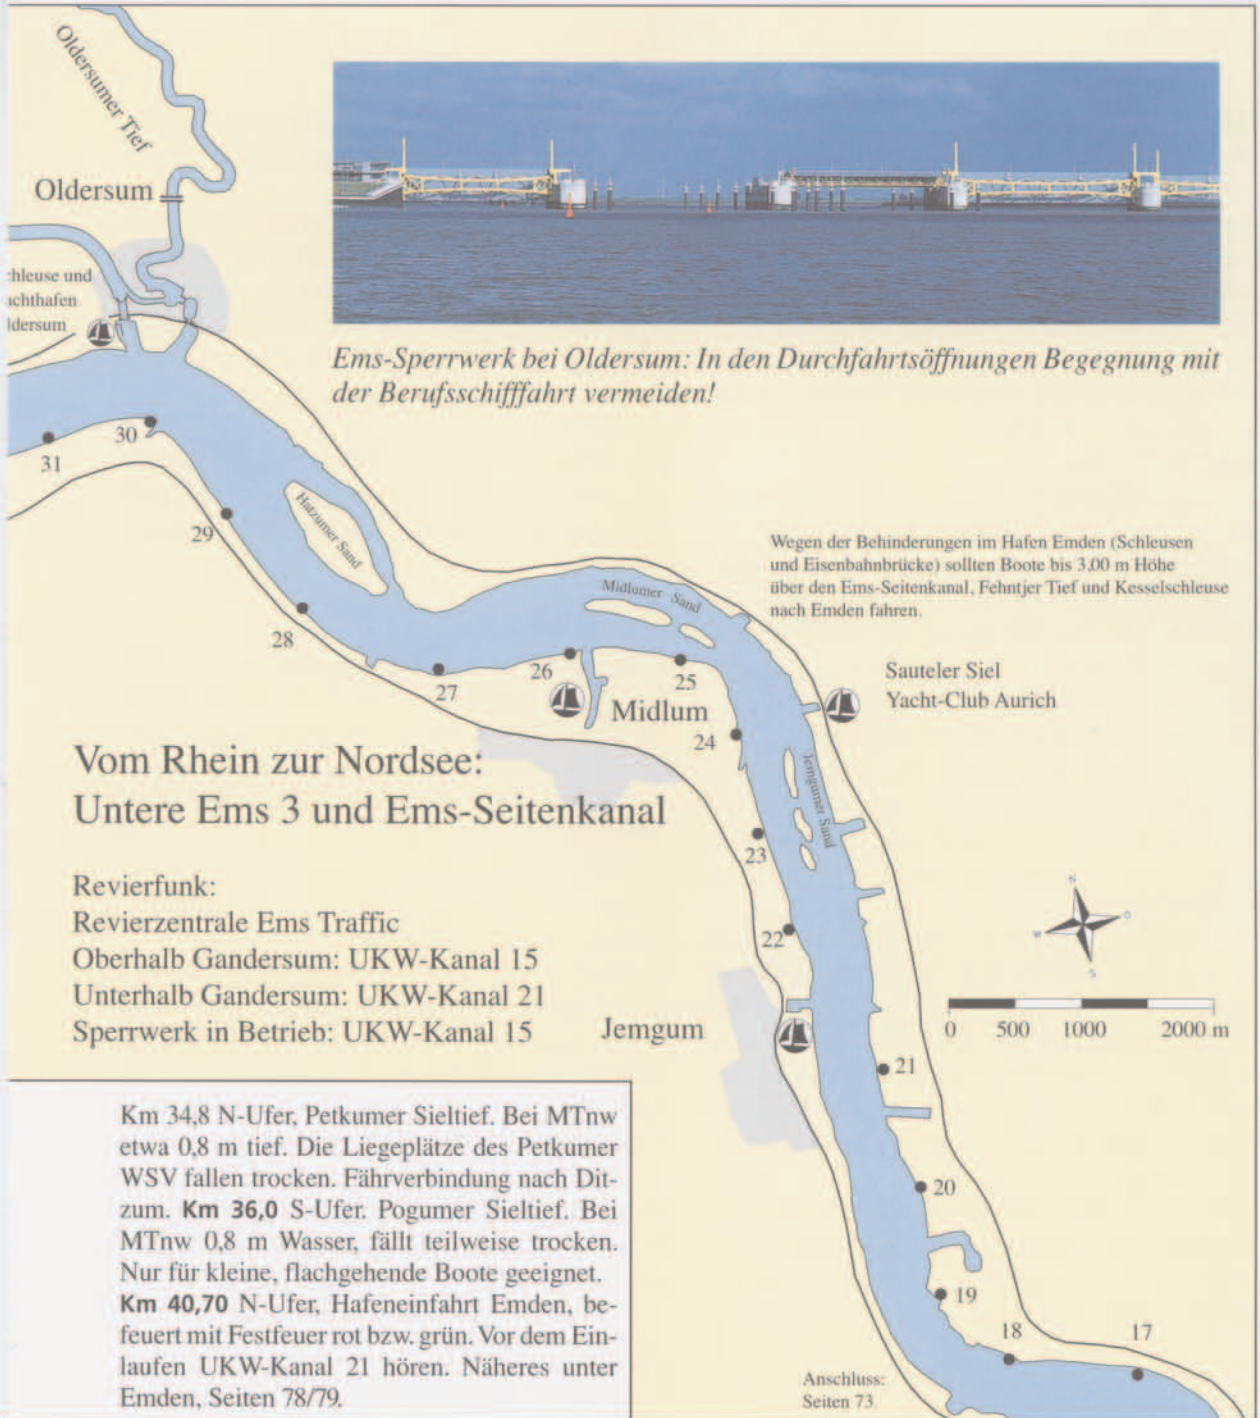 Oldersumer Tief
Oldersum
chleuse und
achthafen
ldersum
Ems-Sperrwerk bei Oldersum: In den Durchfahrtsöffnungen Begegnung mit
der Berufsschifffahrt vermeiden!
31
30
29
28
27
26
25
24
23
22
21
20
19
18
17
Hatzumer Sand
Midlumer Sand
Wegen der Behinderungen im Hafen Emden (Schleusen
und Eisenbahnbrücke) sollten Boote bis 3,00 m Höhe
über den Ems-Seitenkanal, Fehntjer Tief und Kesselschleuse
nach Emden fahren.
Sauteler Siel
Yacht-Club Aurich
Midlum
Jemgumer Sand
Vom Rhein zur Nordsee:
Untere Ems 3 und Ems-Seitenkanal
Revierfunk:
Revierzentrale Ems Traffic
Oberhalb Gandersum: UKW-Kanal 15
Unterhalb Gandersum: UKW-Kanal 21
Sperrwerk in Betrieb: UKW-Kanal 15
Jemgum
N
O
W
S
0 500 1000 2000 m
Km 34,8 N-Ufer, Petkumer Sieltief. Bei MTnw
etwa 0,8 m tief. Die Liegeplätze des Petkumer
WSV fallen trocken. Fährverbindung nach Dit-
zum. Km 36,0 S-Ufer. Pogumer Sieltief. Bei
MTnw 0,8 m Wasser, fällt teilweise trocken.
Nur für kleine, flachgehende Boote geeignet.
Km 40,70 N-Ufer, Hafeneinfahrt Emden, be-
feuert mit Festfeuer rot bzw. grün. Vor dem Ein-
laufen UKW-Kanal 21 hören. Näheres unter
Emden, Seiten 78/79.
Anschluss:
Seiten 73